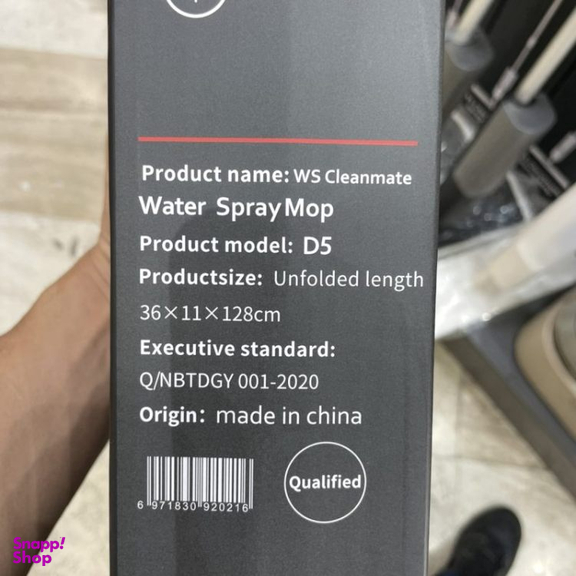 Product name: WS Cleanmate
Water Spray Mop
Product model: D5
Productsize: Unfolded length
36×11×128cm
Executive standard:
Q/NBTDGY 001-2020
Origin: made in china
Qualified
6 971830 920216
Snapp!
Shop